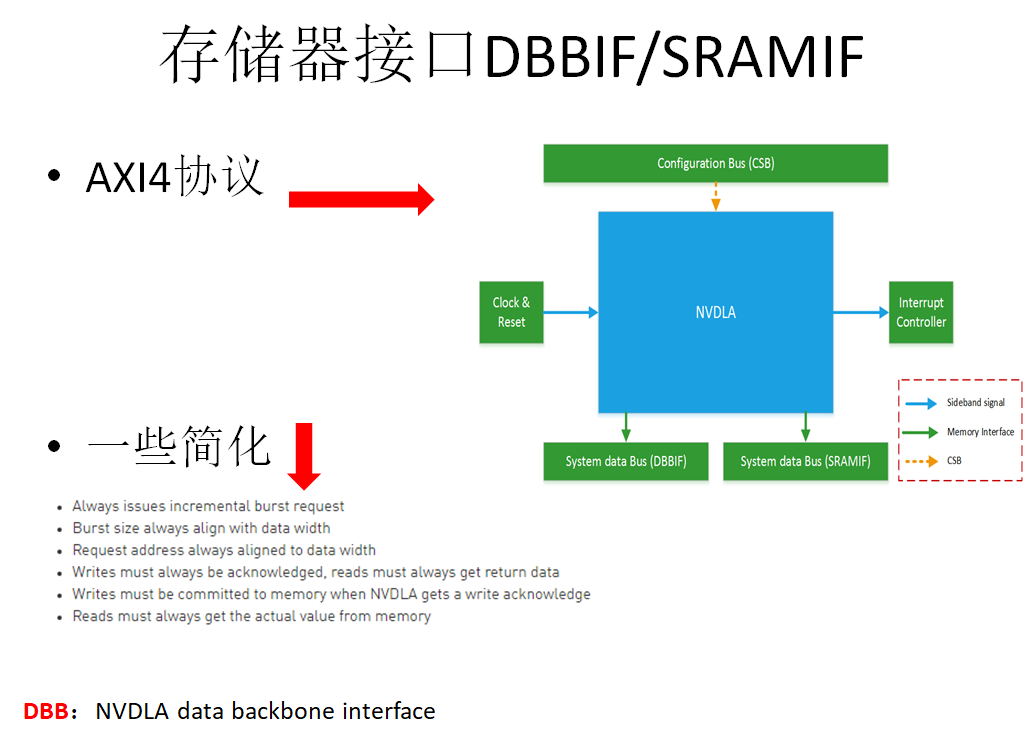 存储器接口DBBIF/SRAMIF
• AXI4协议
Configuration Bus (CSB)
Clock &
Reset
NVDLA
Interrupt
Controller
System data Bus (DBBIF)
System data Bus (SRAMIF)
Sideband signal
Memory Interface
CSB
• 一些简化
• Always issues incremental burst request
• Burst size always align with data width
• Request address always aligned to data width
• Writes must always be acknowledged, reads must always get return data
• Writes must be committed to memory when NVDLA gets a write acknowledge
• Reads must always get the actual value from memory
DBB：NVDLA data backbone interface